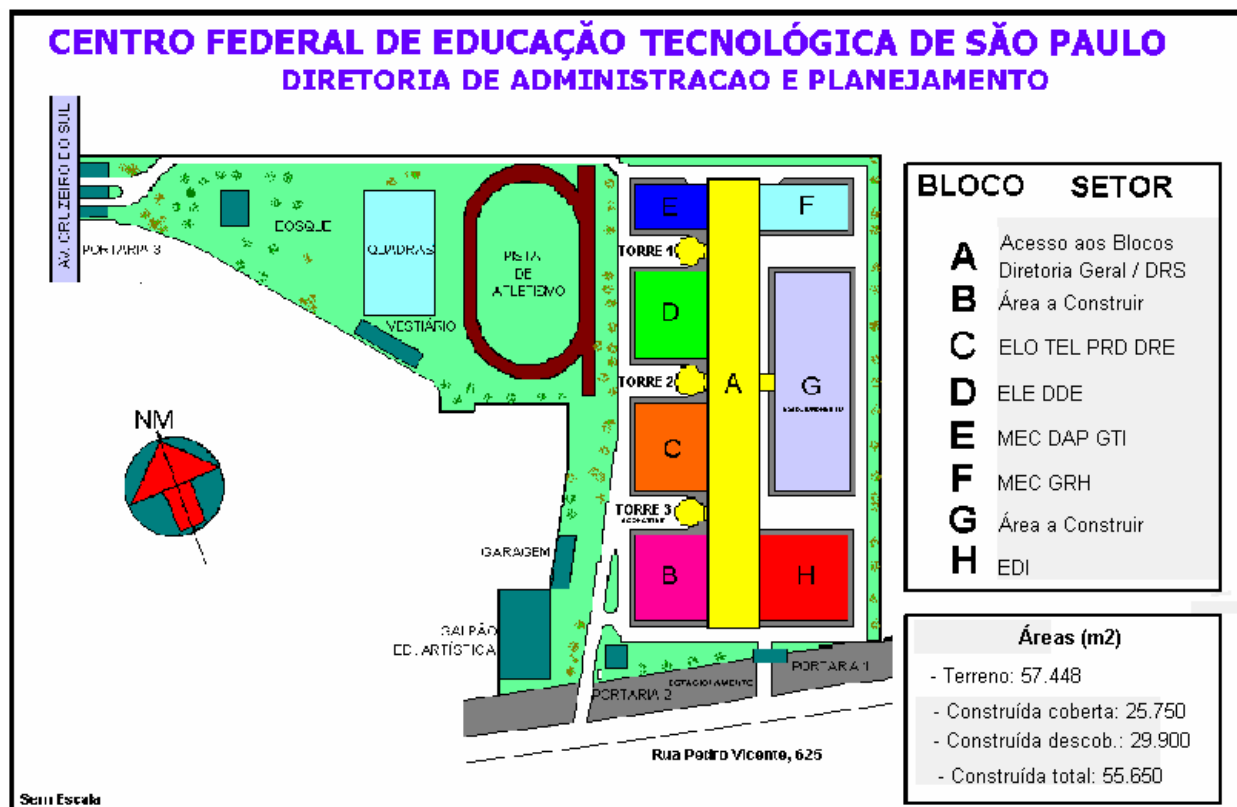 CENTRO FEDERAL DE EDUCAÇÃO TECNOLÓGICA DE SÃO PAULO
DIRETORIA DE ADMINISTRACAO E PLANEJAMENTO
AV. CRUZEIRO DO SUL
PORTARIA 3
BOSQUE
QUADRAS
VESTIÁRIO
PISTA
DE
ATLETISMO
TORRE 1
TORRE 2
TORRE 3
E
F
D
A
G
C
B
H
NM
GARAGEM
GALPÃO
ED. ARTÍSTICA
ESTACIONAMENTO
PORTARIA 1
PORTARIA 2
Rua Pedro Vicente, 625
Sem Escala
BLOCO SETOR
A Acesso aos Blocos
Diretoria Geral / DRS
B Área a Construir
C ELO TEL PRD DRE
D ELE DDE
E MEC DAP GTI
F MEC GRH
G Área a Construir
H EDI
Áreas (m2)
- Terreno: 57.448
- Construída coberta: 25.750
- Construída descob.: 29.900
- Construída total: 55.650